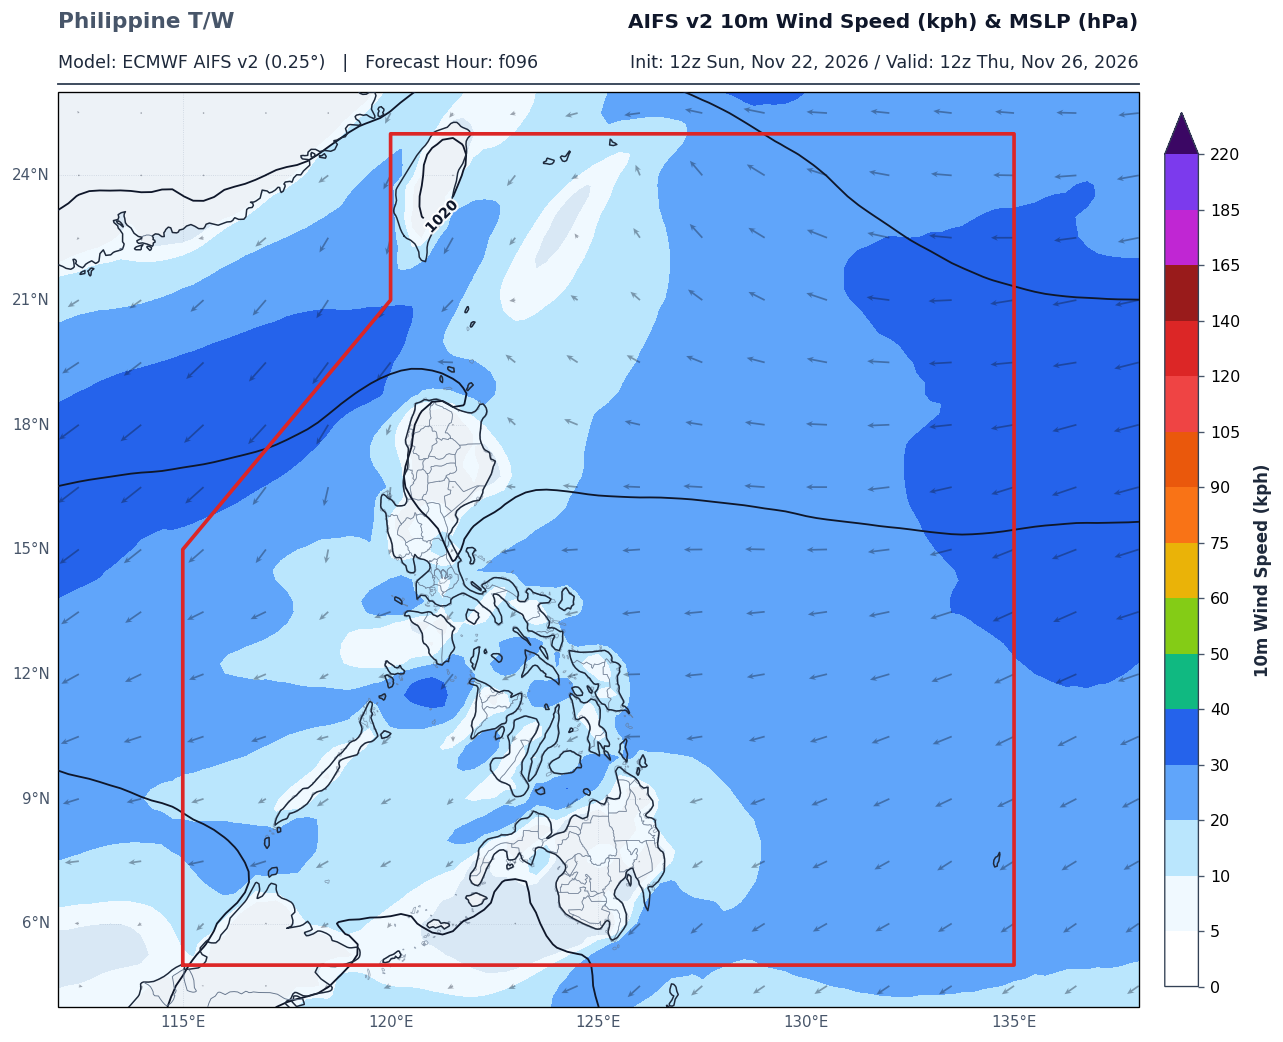 Philippine T/W
AIFS v2 10m Wind Speed (kph) & MSLP (hPa)
Model: ECMWF AIFS v2 (0.25°) | Forecast Hour: f096
Init: 12z Sun, Nov 22, 2026 / Valid: 12z Thu, Nov 26, 2026
24°N
21°N
18°N
15°N
12°N
9°N
6°N
1020
115°E
120°E
125°E
130°E
135°E
220
185
165
140
120
105
90
75
60
50
40
30
20
10
5
0
10m Wind Speed (kph)